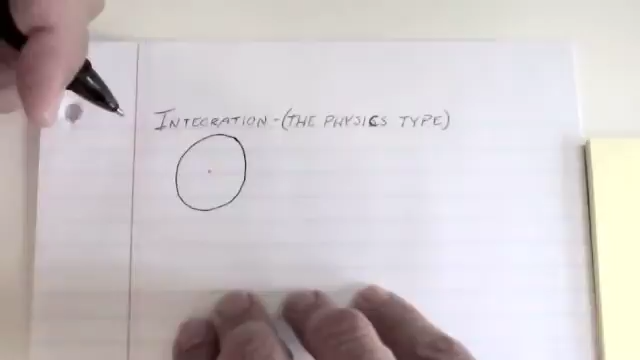 INTEGRATION - (THE PHYSICS TYPE)